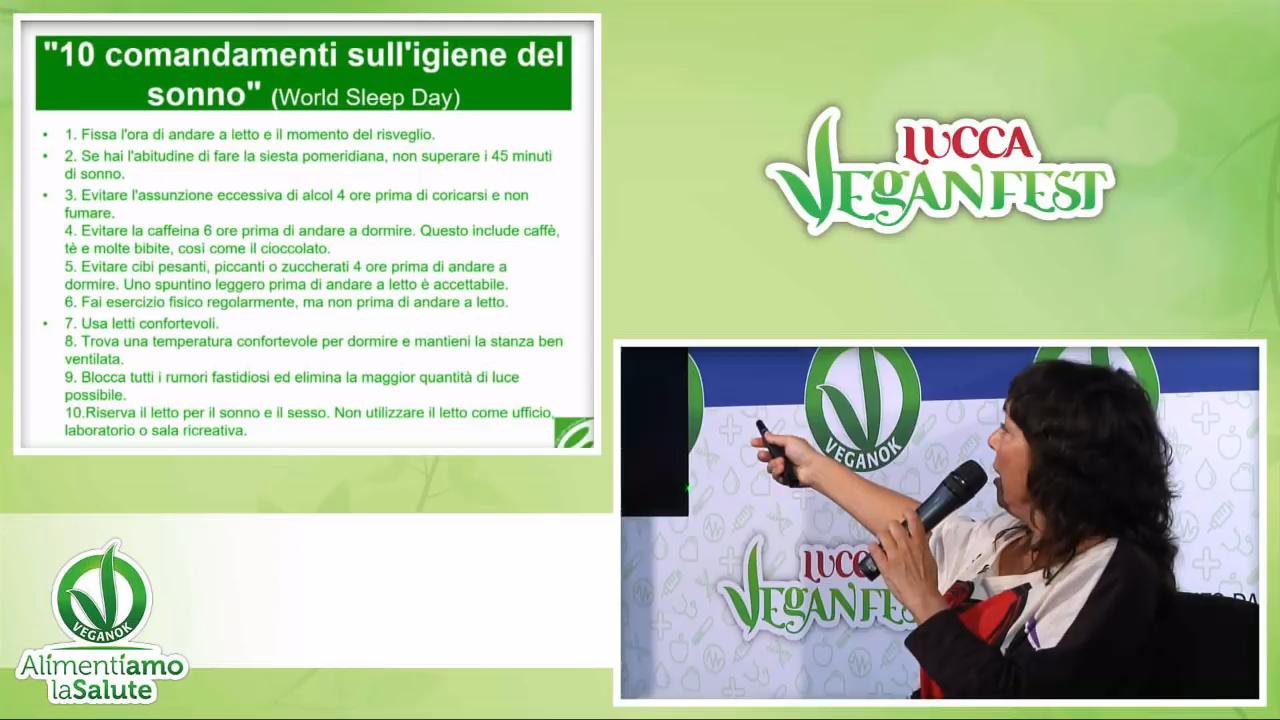 "10 comandamenti sull'igiene del
sonno" (World Sleep Day)
• 1. Fissa l'ora di andare a letto e il momento del risveglio.
• 2. Se hai l'abitudine di fare la siesta pomeridiana, non superare i 45 minuti
di sonno.
• 3. Evitare l'assunzione eccessiva di alcol 4 ore prima di coricarsi e non
fumare.
4. Evitare la caffeina 6 ore prima di andare a dormire. Questo include caffè,
tè e molte bibite, così come il cioccolato.
5. Evitare cibi pesanti, piccanti o zuccherati 4 ore prima di andare a
dormire. Uno spuntino leggero prima di andare a letto è accettabile.
6. Fai esercizio fisico regolarmente, ma non prima di andare a letto.
• 7. Usa letti confortevoli.
8. Trova una temperatura confortevole per dormire e mantieni la stanza ben
ventilata.
9. Blocca tutti i rumori fastidiosi ed elimina la maggior quantità di luce
possibile.
10.Riserva il letto per il sonno e il sesso. Non utilizzare il letto come ufficio,
laboratorio o sala ricreativa.
LUCCA
VEGANFEST
VEGANOK
LUCC
VEGANFES
VEGANOK
Alimentiamo
laSalute